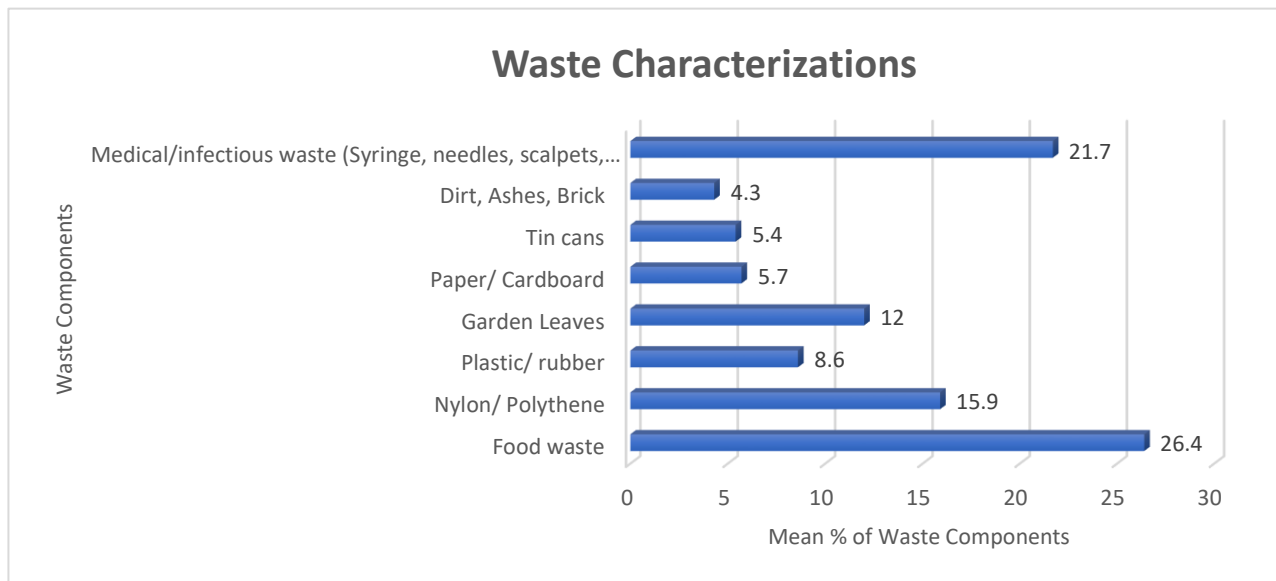 Waste Characterizations
Medical/infectious waste (Syringe, needles, scalpets,...
21.7
Dirt, Ashes, Brick
4.3
Tin cans
5.4
Paper/ Cardboard
5.7
Garden Leaves
12
Plastic/ rubber
8.6
Nylon/ Polythene
15.9
Food waste
26.4
Waste Components
0 5 10 15 20 25 30
Mean % of Waste Components